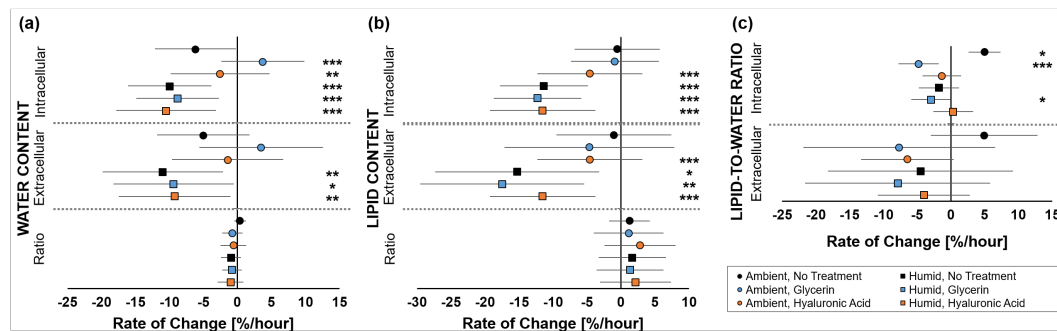 (a)
WATER CONTENT
Intracellular
Extracellular
Ratio
***
**
***
***
***
**
*
**
-25 -20 -15 -10 -5 0 5 10 15
Rate of Change [%/hour]
(b)
LIPID CONTENT
Intracellular
Extracellular
Ratio
***
***
***
***
***
*
**
***
-30 -25 -20 -15 -10 -5 0 5 10
Rate of Change [%/hour]
(c)
LIPID-TO-WATER RATIO
Intracellular
Extracellular
*
***
*
-25 -20 -15 -10 -5 0 5 10 15
Rate of Change [%/hour]
Ambient, No Treatment
Ambient, Glycerin
Ambient, Hyaluronic Acid
Humid, No Treatment
Humid, Glycerin
Humid, Hyaluronic Acid